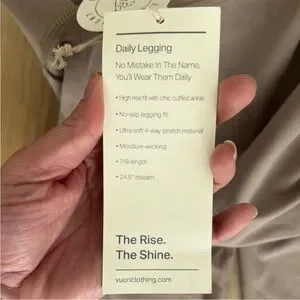 Daily Legging
No Mistake In The Name,
You'll Wear Them Daily
• High rise fit with chic cuffed ankle
• No-slip legging fit
• Ultra soft 4-way stretch material
• Moisture-wicking
• 7/8 length
• 24.5" inseam
The Rise.
The Shine.
vuoriclothing.com